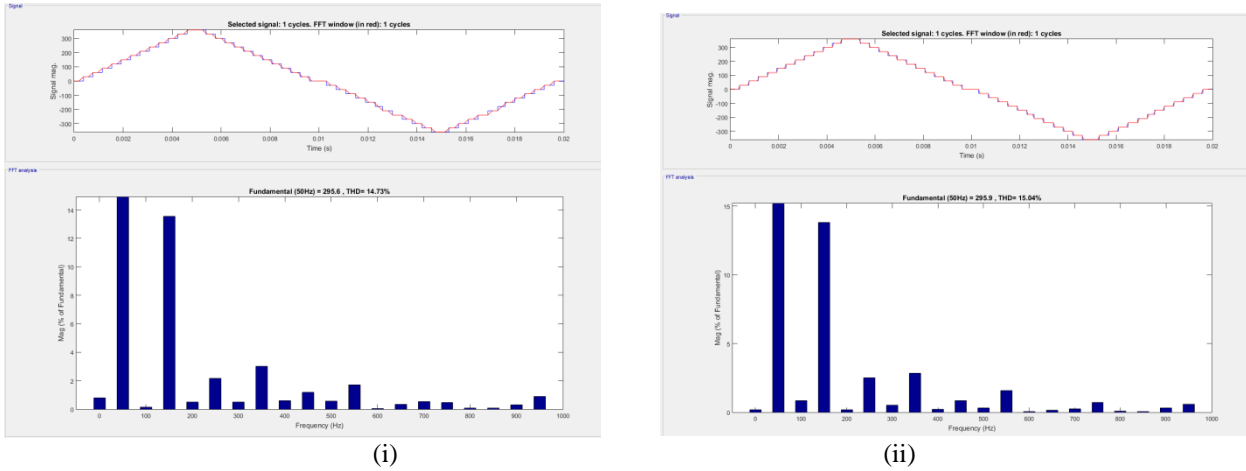 Signal
Selected signal: 1 cycles. FFT window (in red): 1 cycles
Signal mag.
300
200
100
0
-100
-200
-300
0 0.002 0.004 0.006 0.008 0.01 0.012 0.014 0.016 0.018 0.02
Time (s)
FFT analysis
Fundamental (50Hz) = 295.6 , THD= 14.73%
Mag (% of Fundamental)
14
12
10
8
6
4
2
0
0 100 200 300 400 500 600 700 800 900 1000
Frequency (Hz)
(i)
Signal
Selected signal: 1 cycles. FFT window (in red): 1 cycles
Signal mag.
300
200
100
0
-100
-200
-300
0 0.002 0.004 0.006 0.008 0.01 0.012 0.014 0.016 0.018 0.02
Time (s)
FFT analysis
Fundamental (50Hz) = 295.9 , THD= 15.04%
Mag (% of Fundamental)
15
10
5
0
0 100 200 300 400 500 600 700 800 900 1000
Frequency (Hz)
(ii)